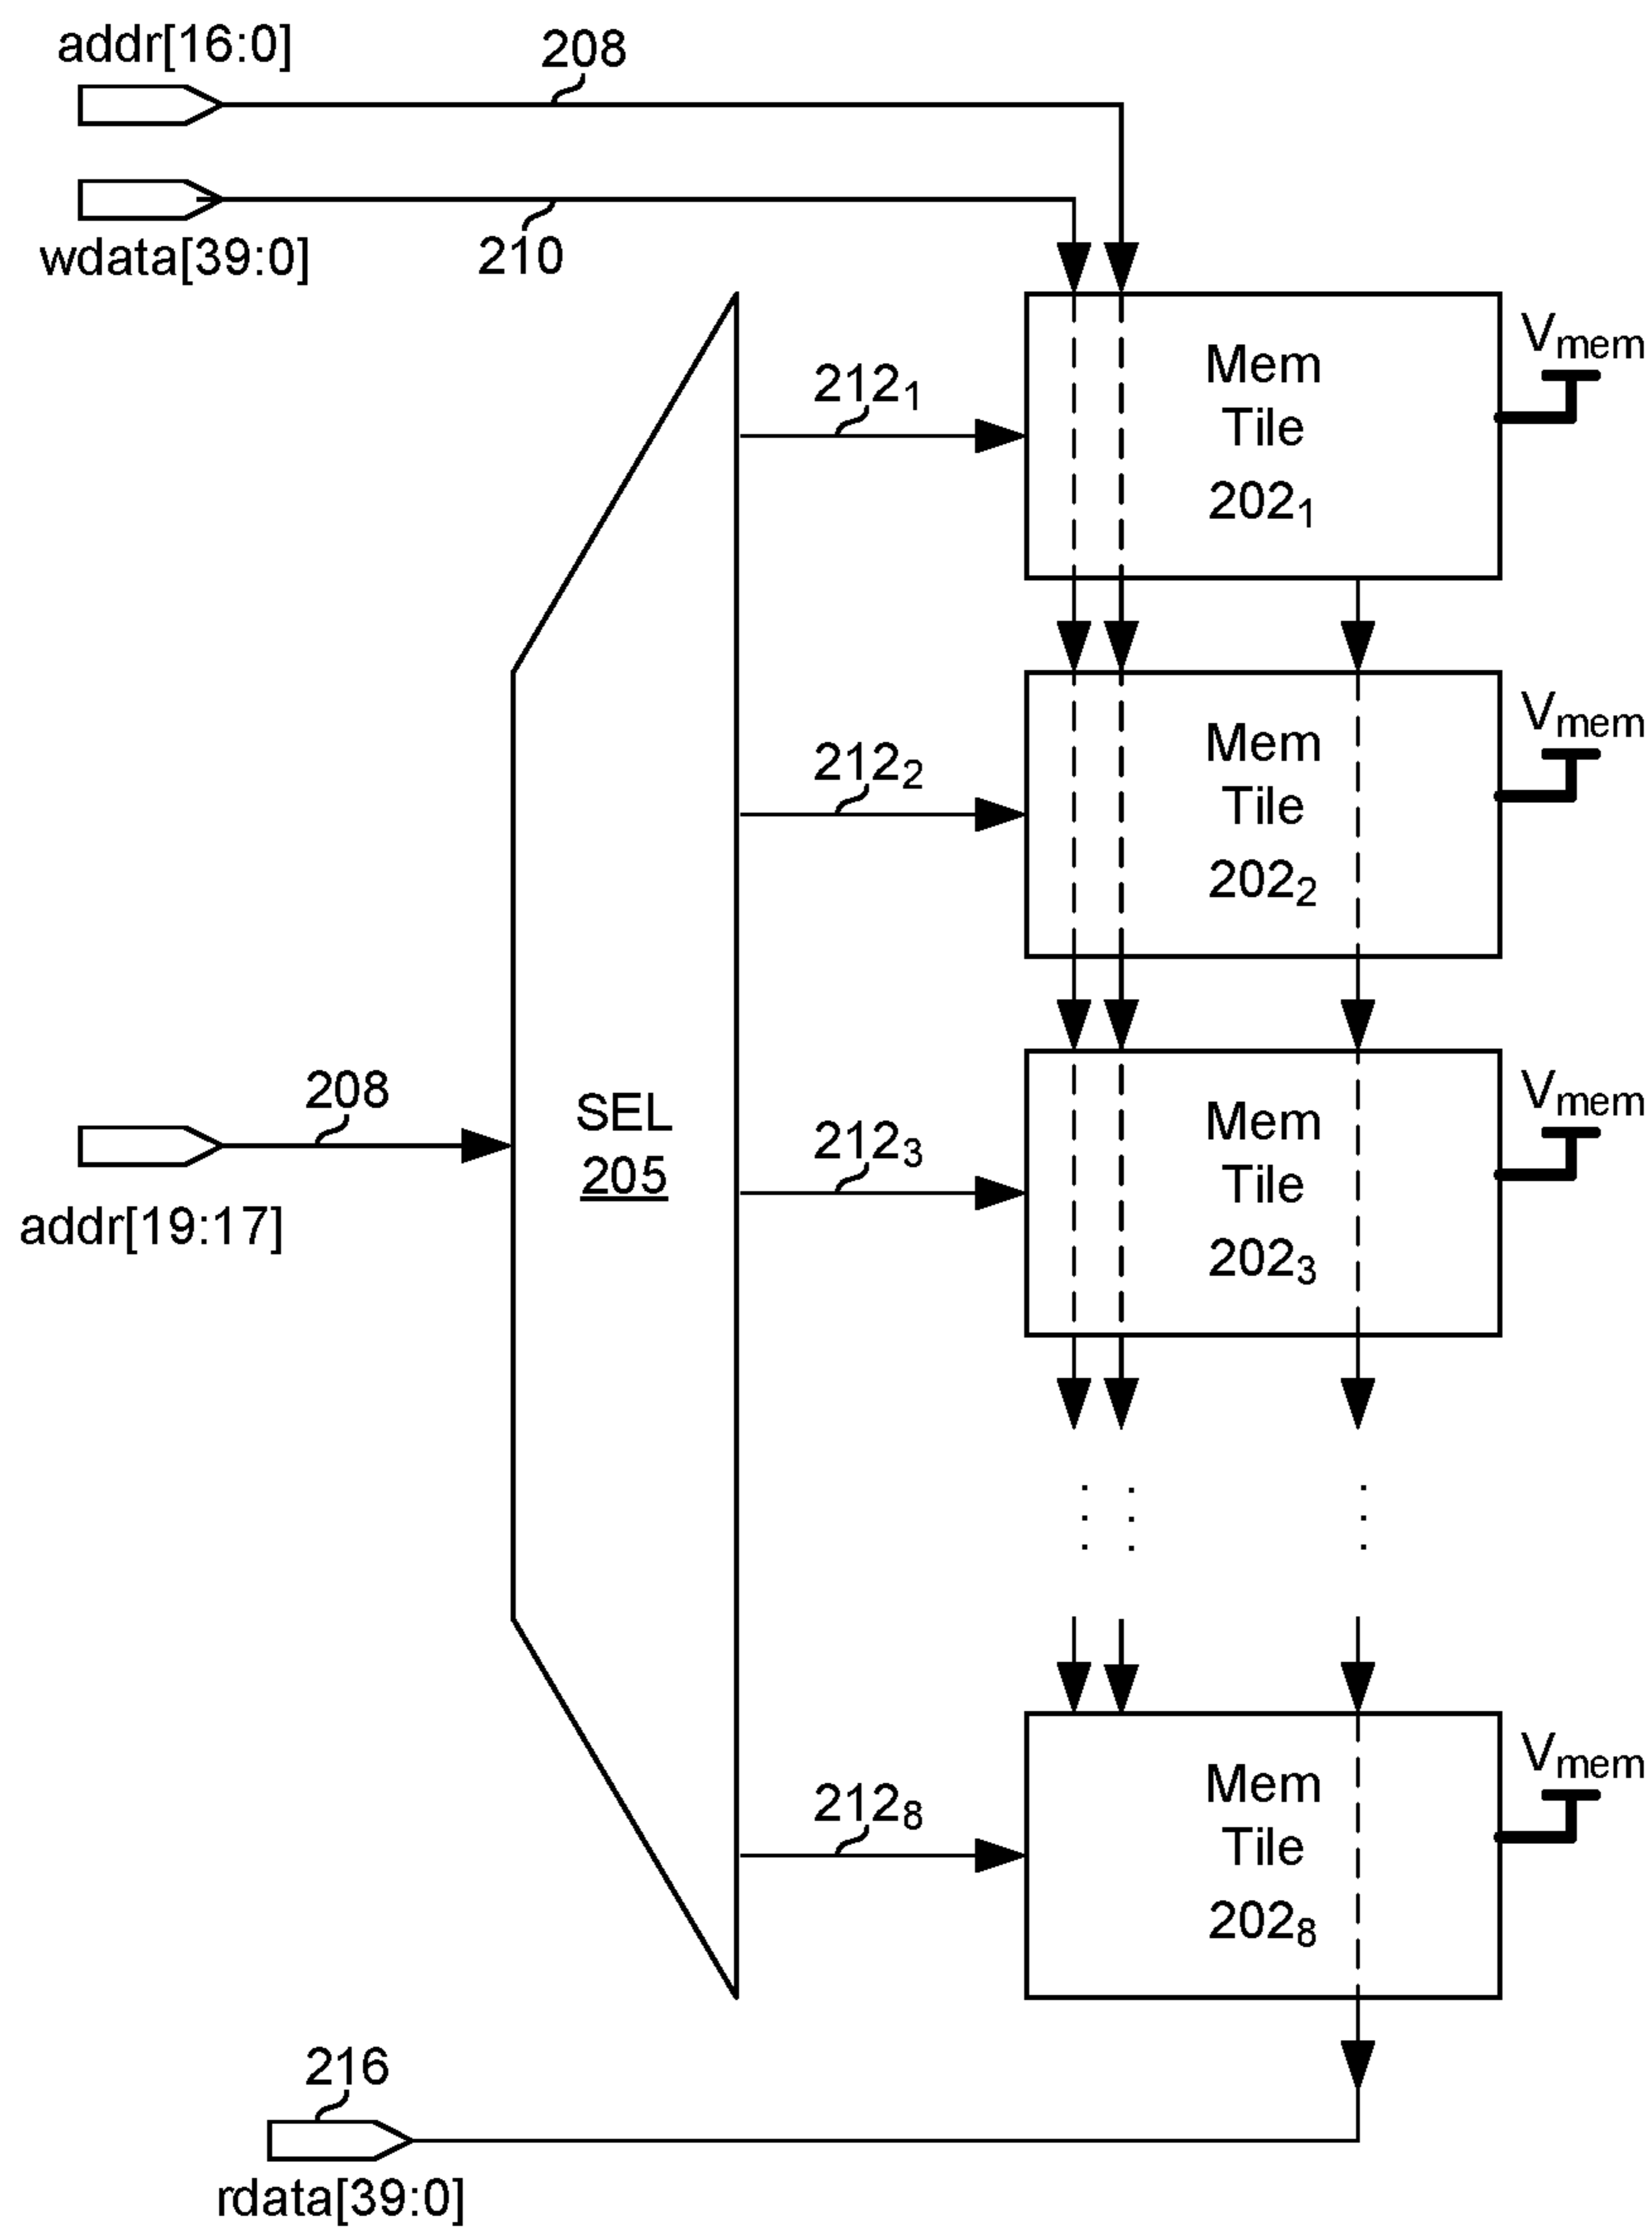 addr[16:0]
208
wdata[39:0]
210
Mem
Tile
202₁
Vmem
212₁
Mem
Tile
202₂
Vmem
212₂
208
addr[19:17]
SEL
205
212₃
Mem
Tile
202₃
Vmem
212₈
Mem
Tile
202₈
Vmem
216
rdata[39:0]